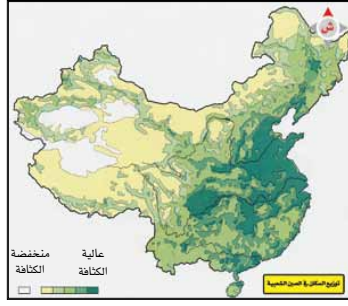 ش
منخفضة
الكثافة
عالية
الكثافة
توزيع السكان في الصين الشعبية